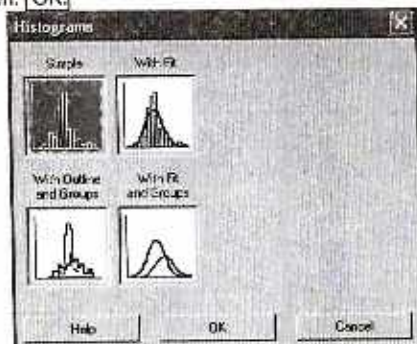 OK.
Histograms
Simple With Fit
With Outline With Fit
and Groups and Groups
Help OK Cancel